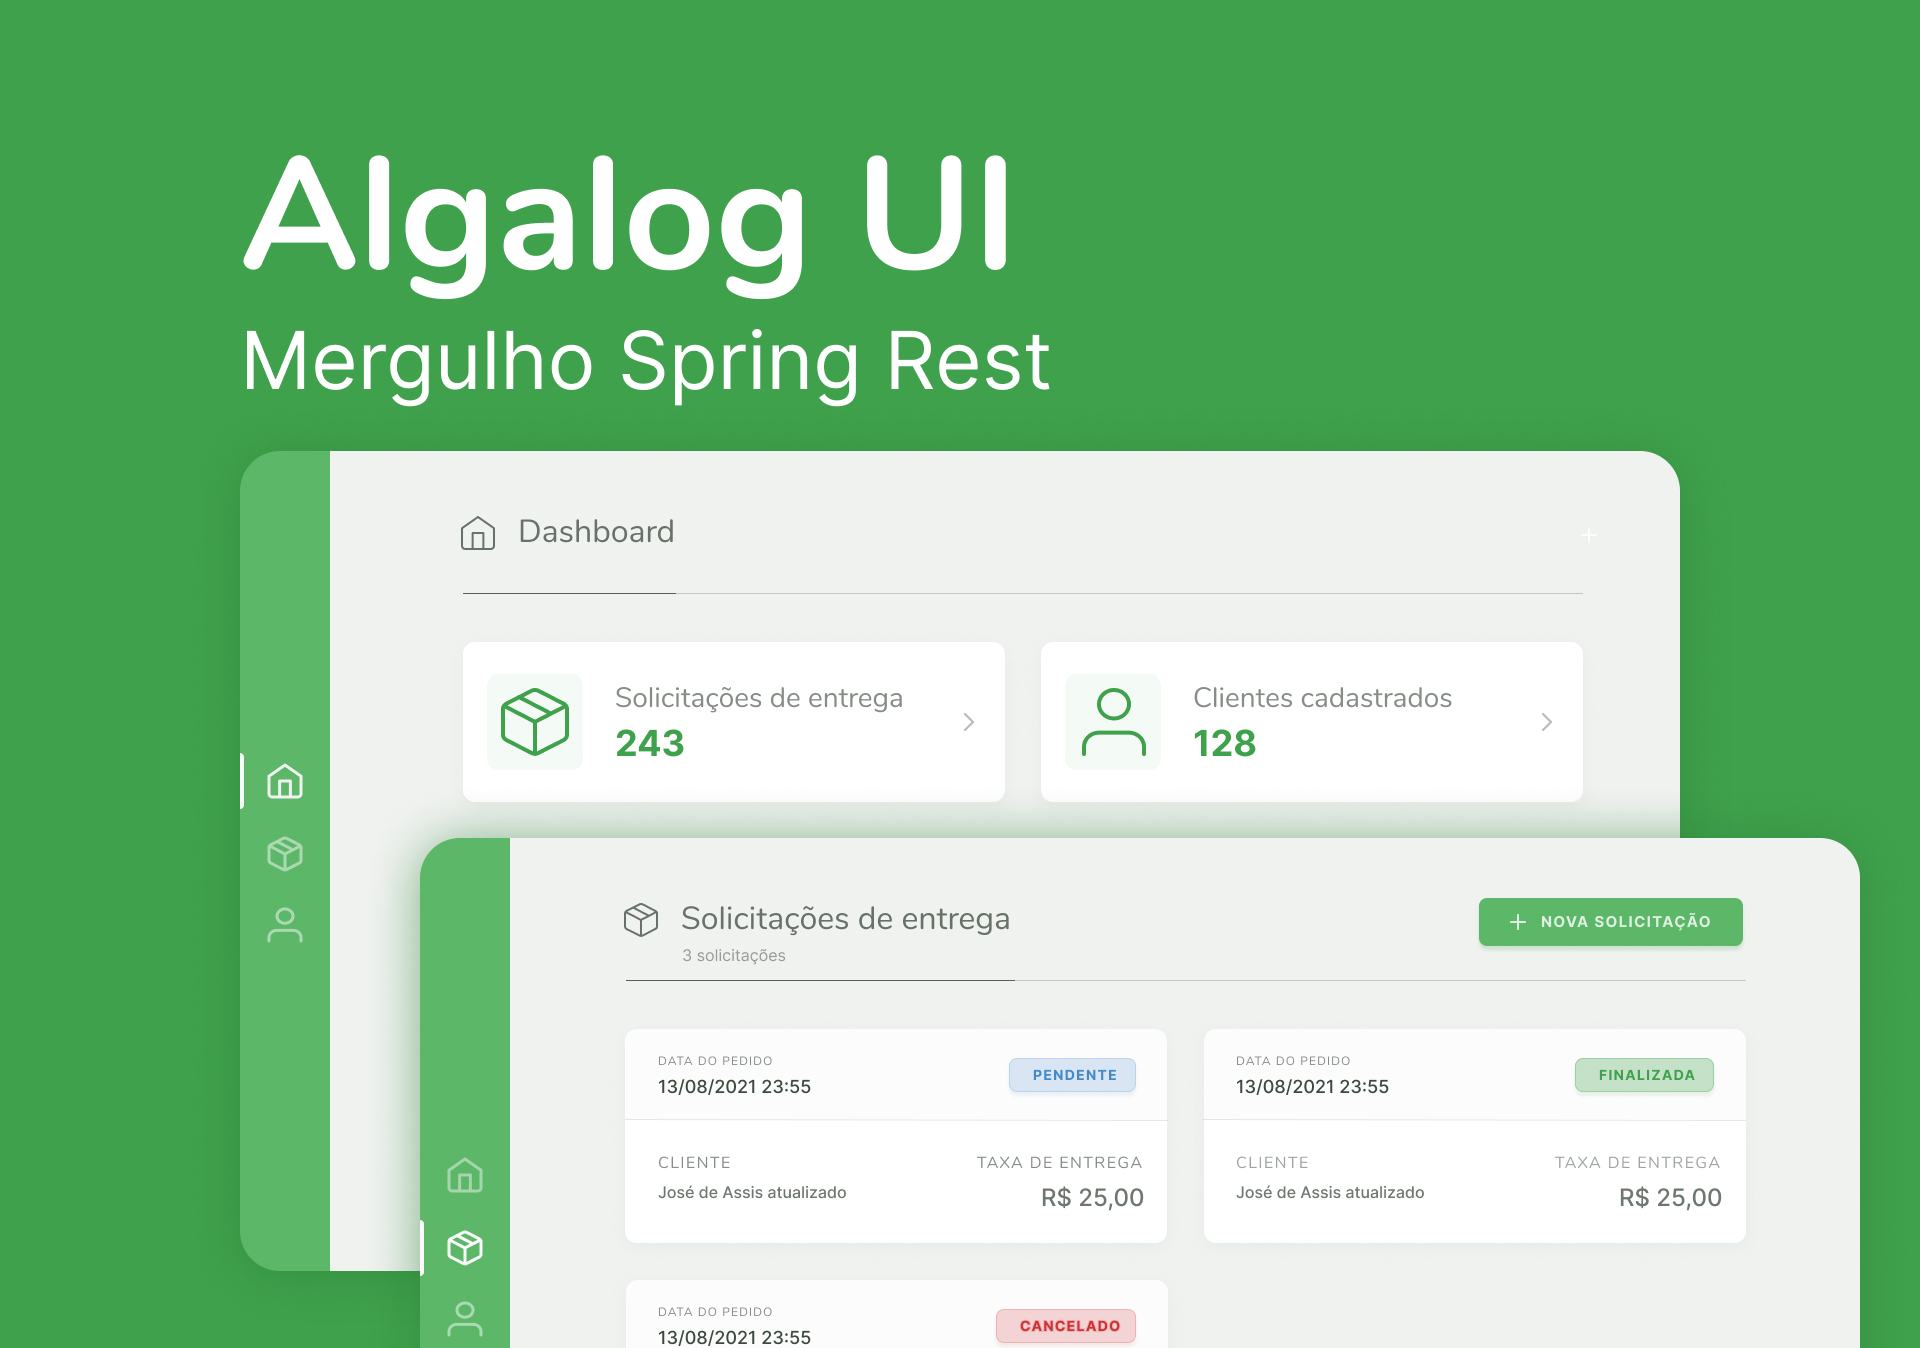 Algalog UI
Mergulho Spring Rest
Dashboard
Solicitações de entrega
243
Clientes cadastrados
128
Solicitações de entrega
3 solicitações
NOVA SOLICITAÇÃO
DATA DO PEDIDO
13/08/2021 23:55
PENDENTE
CLIENTE
José de Assis atualizado
TAXA DE ENTREGA
R$ 25,00
DATA DO PEDIDO
13/08/2021 23:55
FINALIZADA
CLIENTE
José de Assis atualizado
TAXA DE ENTREGA
R$ 25,00
DATA DO PEDIDO
13/08/2021 23:55
CANCELADO